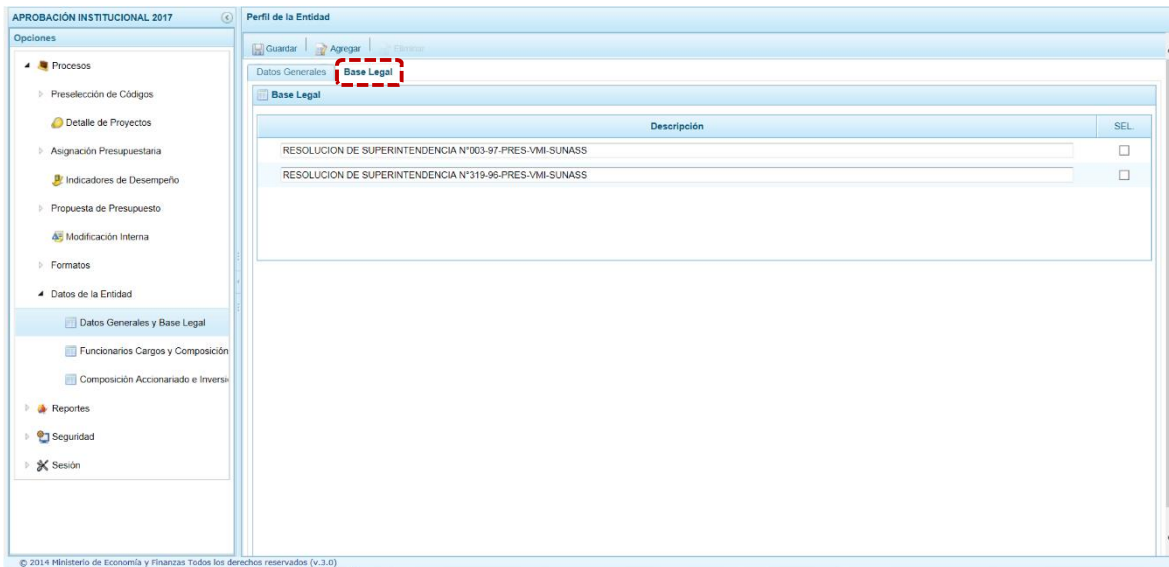 APROBACIÓN INSTITUCIONAL 2017
Opciones
Procesos
Preselección de Códigos
Detalle de Proyectos
Asignación Presupuestaria
Indicadores de Desempeño
Propuesta de Presupuesto
Modificación Interna
Formatos
Datos de la Entidad
Datos Generales y Base Legal
Funcionarios Cargos y Composición
Composición Accionariado e Inversi
Reportes
Seguridad
Sesión
Perfil de la Entidad
Guardar Agregar Eliminar
Datos Generales Base Legal
Base Legal
Descripción SEL.
RESOLUCION DE SUPERINTENDENCIA N°003-97-PRES-VMI-SUNASS
RESOLUCION DE SUPERINTENDENCIA N°319-96-PRES-VMI-SUNASS
© 2014 Ministerio de Economía y Finanzas Todos los derechos reservados (v.3.0)